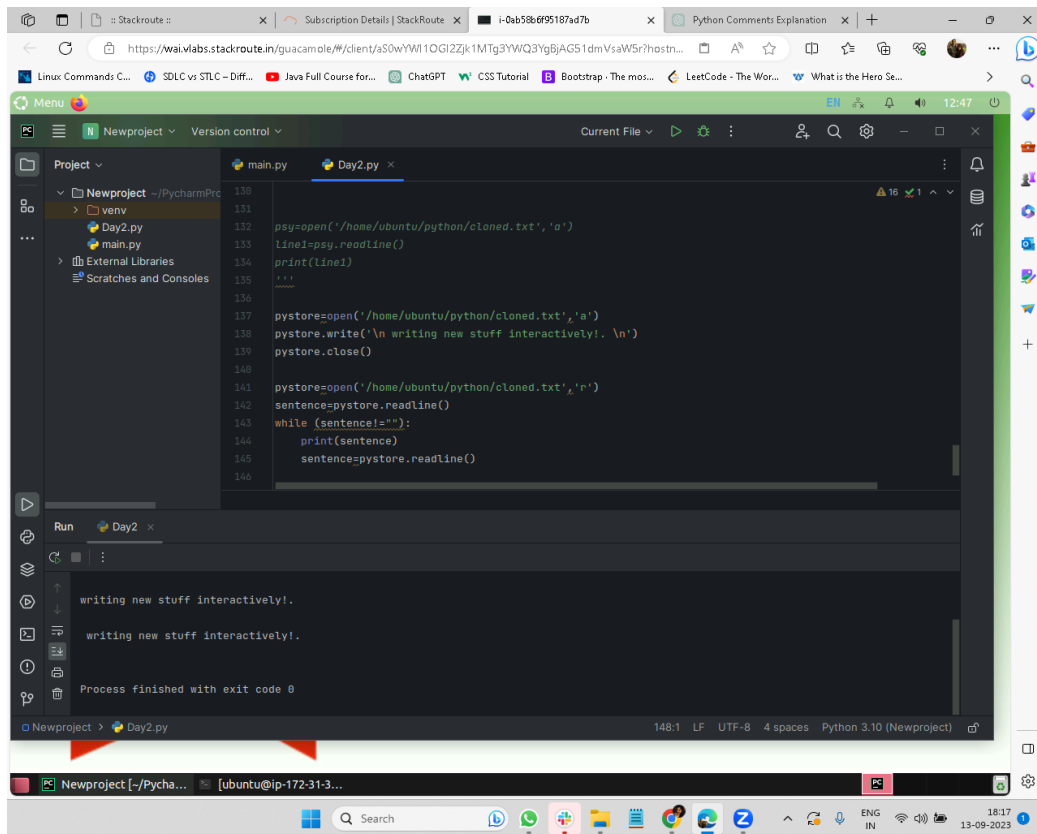 :: Stackroute ::
Subscription Details | StackRoute
i-0ab58b6f95187ad7b
Python Comments Explanation
https://wai.vlabs.stackroute.in/guacamole/#/client/aS0wYWI1OGI2Zjk1MTg3YWQ3YgBjAG51dmVsaW5r?hostn...
Linux Commands C...
SDLC vs STLC – Diff...
Java Full Course for...
ChatGPT
CSS Tutorial
Bootstrap · The mos...
LeetCode - The Wor...
What is the Hero Se...
Menu
EN
12:47
PC
N
Newproject
Version control
Current File
Project
main.py
Day2.py
Newproject ~/PycharmPro
venv
Day2.py
main.py
External Libraries
Scratches and Consoles
16
1
130
131
132 psy=open('/home/ubuntu/python/cloned.txt','a')
133 line1=psy.readline()
134 print(line1)
135 '''
136
137 pystore=open('/home/ubuntu/python/cloned.txt','a')
138 pystore.write('\n writing new stuff interactively!. \n')
139 pystore.close()
140
141 pystore=open('/home/ubuntu/python/cloned.txt','r')
142 sentence=pystore.readline()
143 while (sentence!=""):
144 print(sentence)
145 sentence=pystore.readline()
146
Run
Day2
writing new stuff interactively!.
writing new stuff interactively!.
Process finished with exit code 0
Newproject > Day2.py
148:1 LF UTF-8 4 spaces Python 3.10 (Newproject)
PC
Newproject [~/Pycha...
[ubuntu@ip-172-31-3...
PC
Search
ENG
IN
18:17
13-09-2023
1